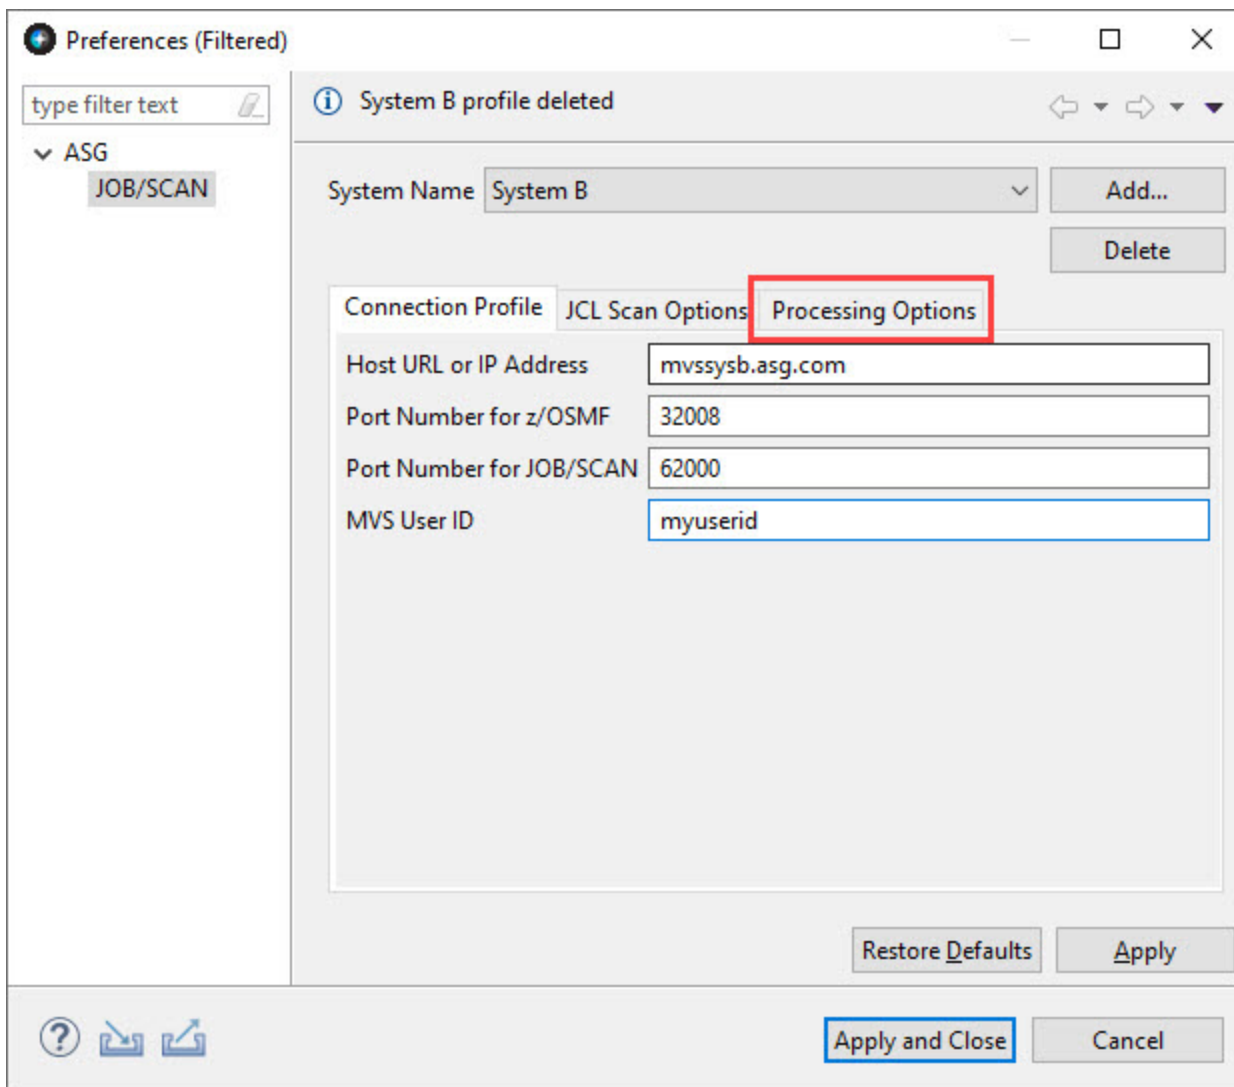 Preferences (Filtered)
type filter text
ASG
JOB/SCAN
System B profile deleted
System Name System B Add...
Delete
Connection Profile JCL Scan Options Processing Options
Host URL or IP Address mvssysb.asg.com
Port Number for z/OSMF 32008
Port Number for JOB/SCAN 62000
MVS User ID myuserid
Restore Defaults Apply
Apply and Close Cancel